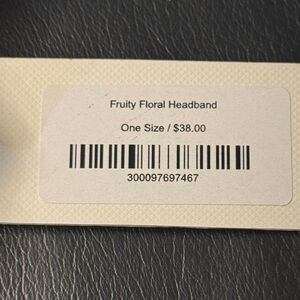 Fruity Floral Headband
One Size / $38.00
300097697467